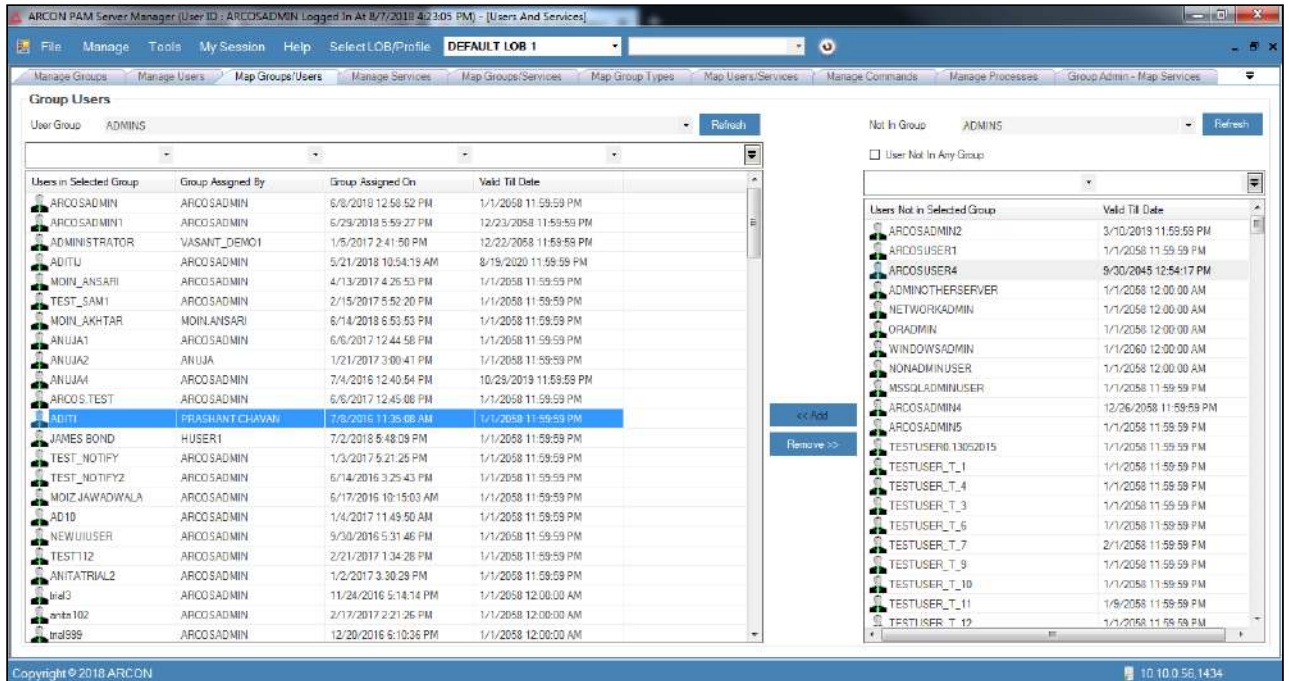 ARCON PAM Server Manager (User ID : ARCOSADMIN Logged In At 8/7/2018 4:23:05 PM) - [Users And Services]
File Manage Tools My Session Help Select LOB/Profile DEFAULT LOB 1
Manage Groups Manage Users Map Groups/Users Manage Services Map Groups/Services Map Group Types Map Users/Services Manage Commands Manage Processes Group Admin - Map Services
Group Users
User Group ADMINS Refresh Not In Group ADMINS Refresh
User Not In Any Group
Users in Selected Group Group Assigned By Group Assigned On Valid Till Date
ARCOSADMIN ARCOSADMIN 6/8/2018 12:58:52 PM 1/1/2058 11:59:59 PM
ARCOSADMIN1 ARCOSADMIN 6/29/2018 5:59:27 PM 12/23/2058 11:59:59 PM
ADMINISTRATOR VASANT_DEMO1 1/5/2017 2:41:50 PM 12/22/2058 11:59:59 PM
ADITIJ ARCOSADMIN 5/21/2018 10:54:19 AM 8/19/2020 11:59:59 PM
MOIN_ANSARI ARCOSADMIN 4/13/2017 4:26:53 PM 1/1/2058 11:59:59 PM
TEST_SAM1 ARCOSADMIN 2/15/2017 5:52:20 PM 1/1/2058 11:59:59 PM
MOIN_AKHTAR MOIN.ANSARI 6/14/2018 6:53:53 PM 1/1/2058 11:59:59 PM
ANUJA1 ARCOSADMIN 6/6/2017 12:44:58 PM 1/1/2058 11:59:59 PM
ANUJA2 ANUJA 1/21/2017 3:00:41 PM 1/1/2058 11:59:59 PM
ANUJA4 ARCOSADMIN 7/4/2016 12:40:54 PM 10/29/2019 11:59:59 PM
ARCOS.TEST ARCOSADMIN 6/6/2017 12:45:08 PM 1/1/2058 11:59:59 PM
ADITI PRASHANT.CHAVAN 7/8/2016 11:35:08 AM 1/1/2058 11:59:59 PM
JAMES BOND HUSER1 7/2/2018 5:48:09 PM 1/1/2058 11:59:59 PM
TEST_NOTIFY ARCOSADMIN 1/3/2017 5:21:25 PM 1/1/2058 11:59:59 PM
TEST_NOTIFY2 ARCOSADMIN 6/14/2016 3:25:43 PM 1/1/2058 11:59:59 PM
MOIZ.JAWADWALA ARCOSADMIN 6/17/2016 10:15:03 AM 1/1/2058 11:59:59 PM
AD10 ARCOSADMIN 1/4/2017 11:49:50 AM 1/1/2058 11:59:59 PM
NEWUIUSER ARCOSADMIN 9/30/2016 5:31:46 PM 1/1/2058 11:59:59 PM
TEST112 ARCOSADMIN 2/21/2017 1:34:28 PM 1/1/2058 11:59:59 PM
ANITATRIAL2 ARCOSADMIN 1/2/2017 3:30:29 PM 1/1/2058 11:59:59 PM
trial3 ARCOSADMIN 11/24/2016 5:14:14 PM 1/1/2058 12:00:00 AM
anita102 ARCOSADMIN 2/17/2017 2:21:26 PM 1/1/2058 12:00:00 AM
trial999 ARCOSADMIN 12/20/2016 6:10:36 PM 1/1/2058 12:00:00 AM
<< Add
Remove >>
Users Not in Selected Group Valid Till Date
ARCOSADMIN2 3/10/2019 11:59:59 PM
ARCOSUSER1 1/1/2058 11:59:59 PM
ARCOSUSER4 9/30/2045 12:54:17 PM
ADMINOTHERSERVER 1/1/2058 12:00:00 AM
NETWORKADMIN 1/1/2058 12:00:00 AM
ORADMIN 1/1/2058 12:00:00 AM
WINDOWSADMIN 1/1/2060 12:00:00 AM
NONADMINUSER 1/1/2058 12:00:00 AM
MSSQLADMINUSER 1/1/2058 11:59:59 PM
ARCOSADMIN4 12/26/2058 11:59:59 PM
ARCOSADMIN5 1/1/2058 11:59:59 PM
TESTUSER0.13052015 1/1/2058 11:59:59 PM
TESTUSER_T_1 1/1/2058 11:59:59 PM
TESTUSER_T_4 1/1/2058 11:59:59 PM
TESTUSER_T_3 1/1/2058 11:59:59 PM
TESTUSER_T_6 1/1/2058 11:59:59 PM
TESTUSER_T_7 2/1/2058 11:59:59 PM
TESTUSER_T_9 1/1/2058 11:59:59 PM
TESTUSER_T_10 1/1/2058 11:59:59 PM
TESTUSER_T_11 1/9/2058 11:59:59 PM
TESTUSER_T_12 1/1/2058 11:59:59 PM
Copyright © 2018 ARCON 10.10.0.56,1434